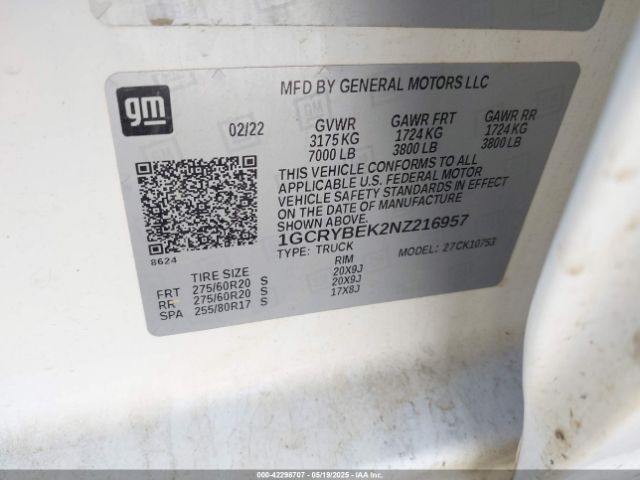 MFD BY GENERAL MOTORS LLC
gm
02/22
GVWR GAWR FRT GAWR RR
3175 KG 1724 KG 1724 KG
7000 LB 3800 LB 3800 LB
THIS VEHICLE CONFORMS TO ALL
APPLICABLE U.S. FEDERAL MOTOR
VEHICLE SAFETY STANDARDS IN EFFECT
ON THE DATE OF MANUFACTURE SHOWN ABOVE.
1GCRYBEK2NZ216957
TYPE: TRUCK MODEL: 27CK10753
8624
TIRE SIZE RIM
FRT 275/60R20 S 20X9J
RR 275/60R20 S 20X9J
SPA 255/80R17 S 17X8J
000-42298707 - 05/19/2025 - IAAI.COM